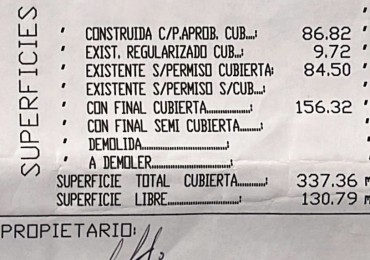 SUPERFICIES
' CONSTRUIDA C/P.APROB. CUB...: 86.82 '
' EXIST. REGULARIZADO CUB...: 9.72 '
' EXISTENTE S/PERMISO CUBIERTA: 84.50 '
' EXISTENTE S/PERMISO S/CUB....:
' CON FINAL CUBIERTA............: 156.32 '
' CON FINAL SEMI CUBIERTA.......:
' DEMOLIDA......................:
' A DEMOLER....................:
SUPERFICIE TOTAL CUBIERTA.........: 337.36 m
SUPERFICIE LIBRE......................: 130.79 m
PROPIETARIO: